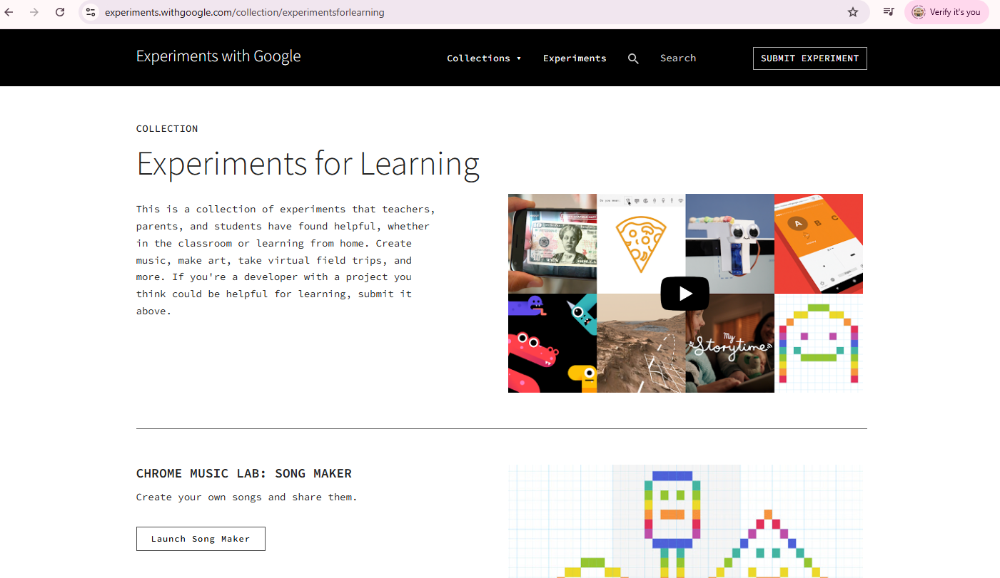 experiments.withgoogle.com/collection/experimentsforlearning
Verify it's you
Experiments with Google
Collections ▾
Experiments
Search
SUBMIT EXPERIMENT
COLLECTION
Experiments for Learning
This is a collection of experiments that teachers,
parents, and students have found helpful, whether
in the classroom or learning from home. Create
music, make art, take virtual field trips, and
more. If you're a developer with a project you
think could be helpful for learning, submit it
above.
Do you mean:
A B C
My
Storytime
CHROME MUSIC LAB: SONG MAKER
Create your own songs and share them.
Launch Song Maker